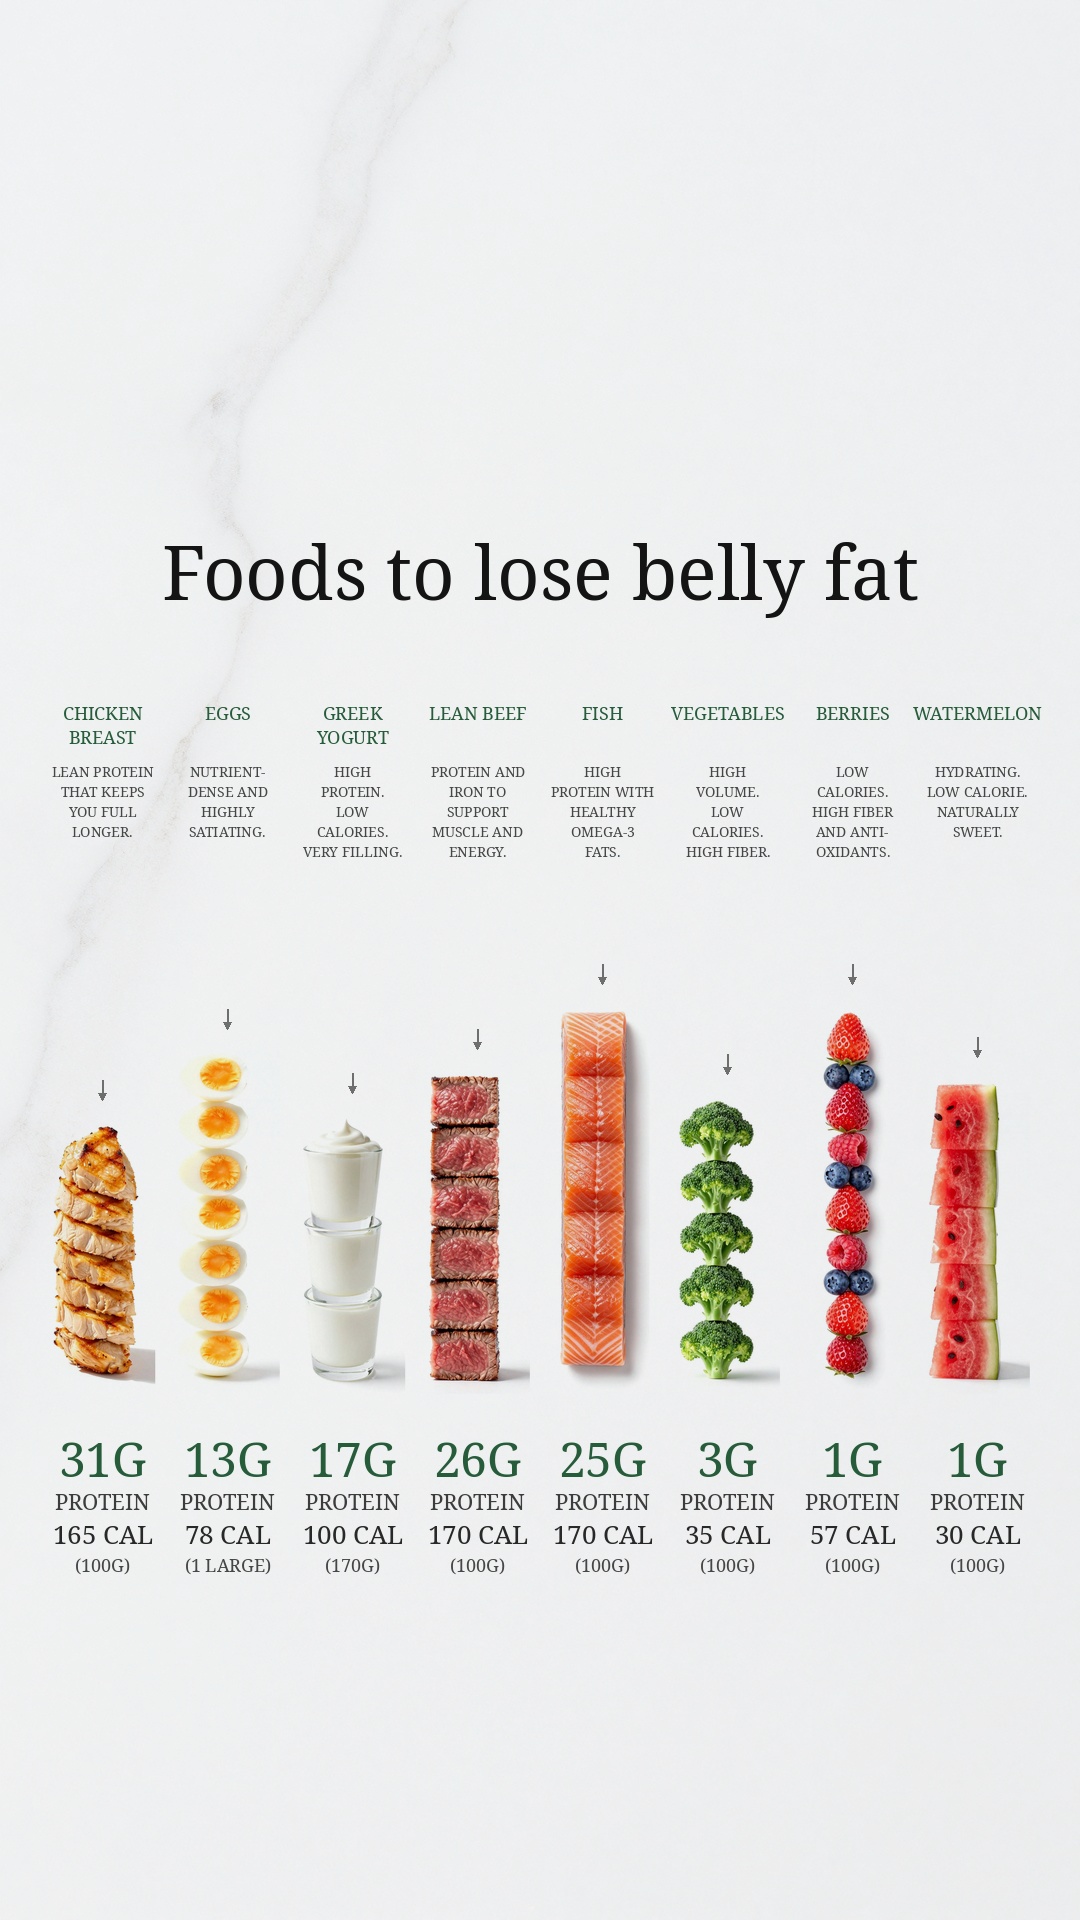 Foods to lose belly fat
CHICKEN
BREAST
LEAN PROTEIN
THAT KEEPS
YOU FULL
LONGER.
EGGS
NUTRIENT-
DENSE AND
HIGHLY
SATIATING.
GREEK
YOGURT
HIGH
PROTEIN.
LOW
CALORIES.
VERY FILLING.
LEAN BEEF
PROTEIN AND
IRON TO
SUPPORT
MUSCLE AND
ENERGY.
FISH
HIGH
PROTEIN WITH
HEALTHY
OMEGA-3
FATS.
VEGETABLES
HIGH
VOLUME.
LOW
CALORIES.
HIGH FIBER.
BERRIES
LOW
CALORIES.
HIGH FIBER
AND ANTI-
OXIDANTS.
WATERMELON
HYDRATING.
LOW CALORIE.
NATURALLY
SWEET.
31G
PROTEIN
165 CAL
(100G)
13G
PROTEIN
78 CAL
(1 LARGE)
17G
PROTEIN
100 CAL
(170G)
26G
PROTEIN
170 CAL
(100G)
25G
PROTEIN
170 CAL
(100G)
3G
PROTEIN
35 CAL
(100G)
1G
PROTEIN
57 CAL
(100G)
1G
PROTEIN
30 CAL
(100G)